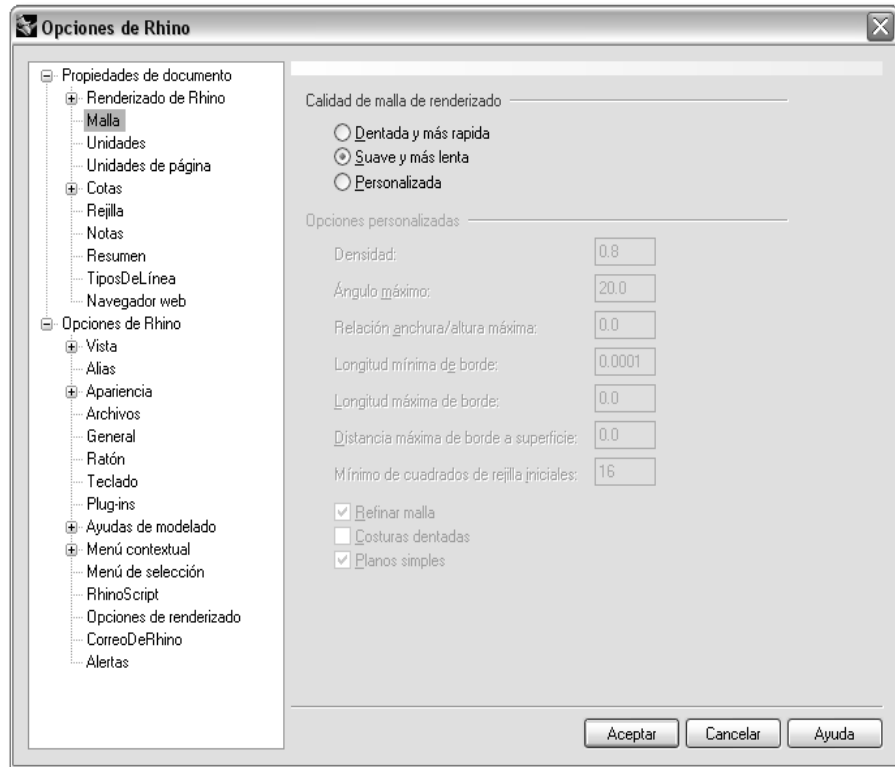 Opciones de Rhino
Propiedades de documento
Renderizado de Rhino
Malla
Unidades
Unidades de página
Cotas
Rejilla
Notas
Resumen
TiposDeLínea
Navegador web
Opciones de Rhino
Vista
Alias
Apariencia
Archivos
General
Ratón
Teclado
Plug-ins
Ayudas de modelado
Menú contextual
Menú de selección
RhinoScript
Opciones de renderizado
CorreoDeRhino
Alertas
Calidad de malla de renderizado
Dentada y más rapida
Suave y más lenta
Personalizada
Opciones personalizadas
Densidad: 0.8
Ángulo máximo: 20.0
Relación anchura/altura máxima: 0.0
Longitud mínima de borde: 0.0001
Longitud máxima de borde: 0.0
Distancia máxima de borde a superficie: 0.0
Mínimo de cuadrados de rejilla iniciales: 16
Refinar malla
Costuras dentadas
Planos simples
Aceptar Cancelar Ayuda